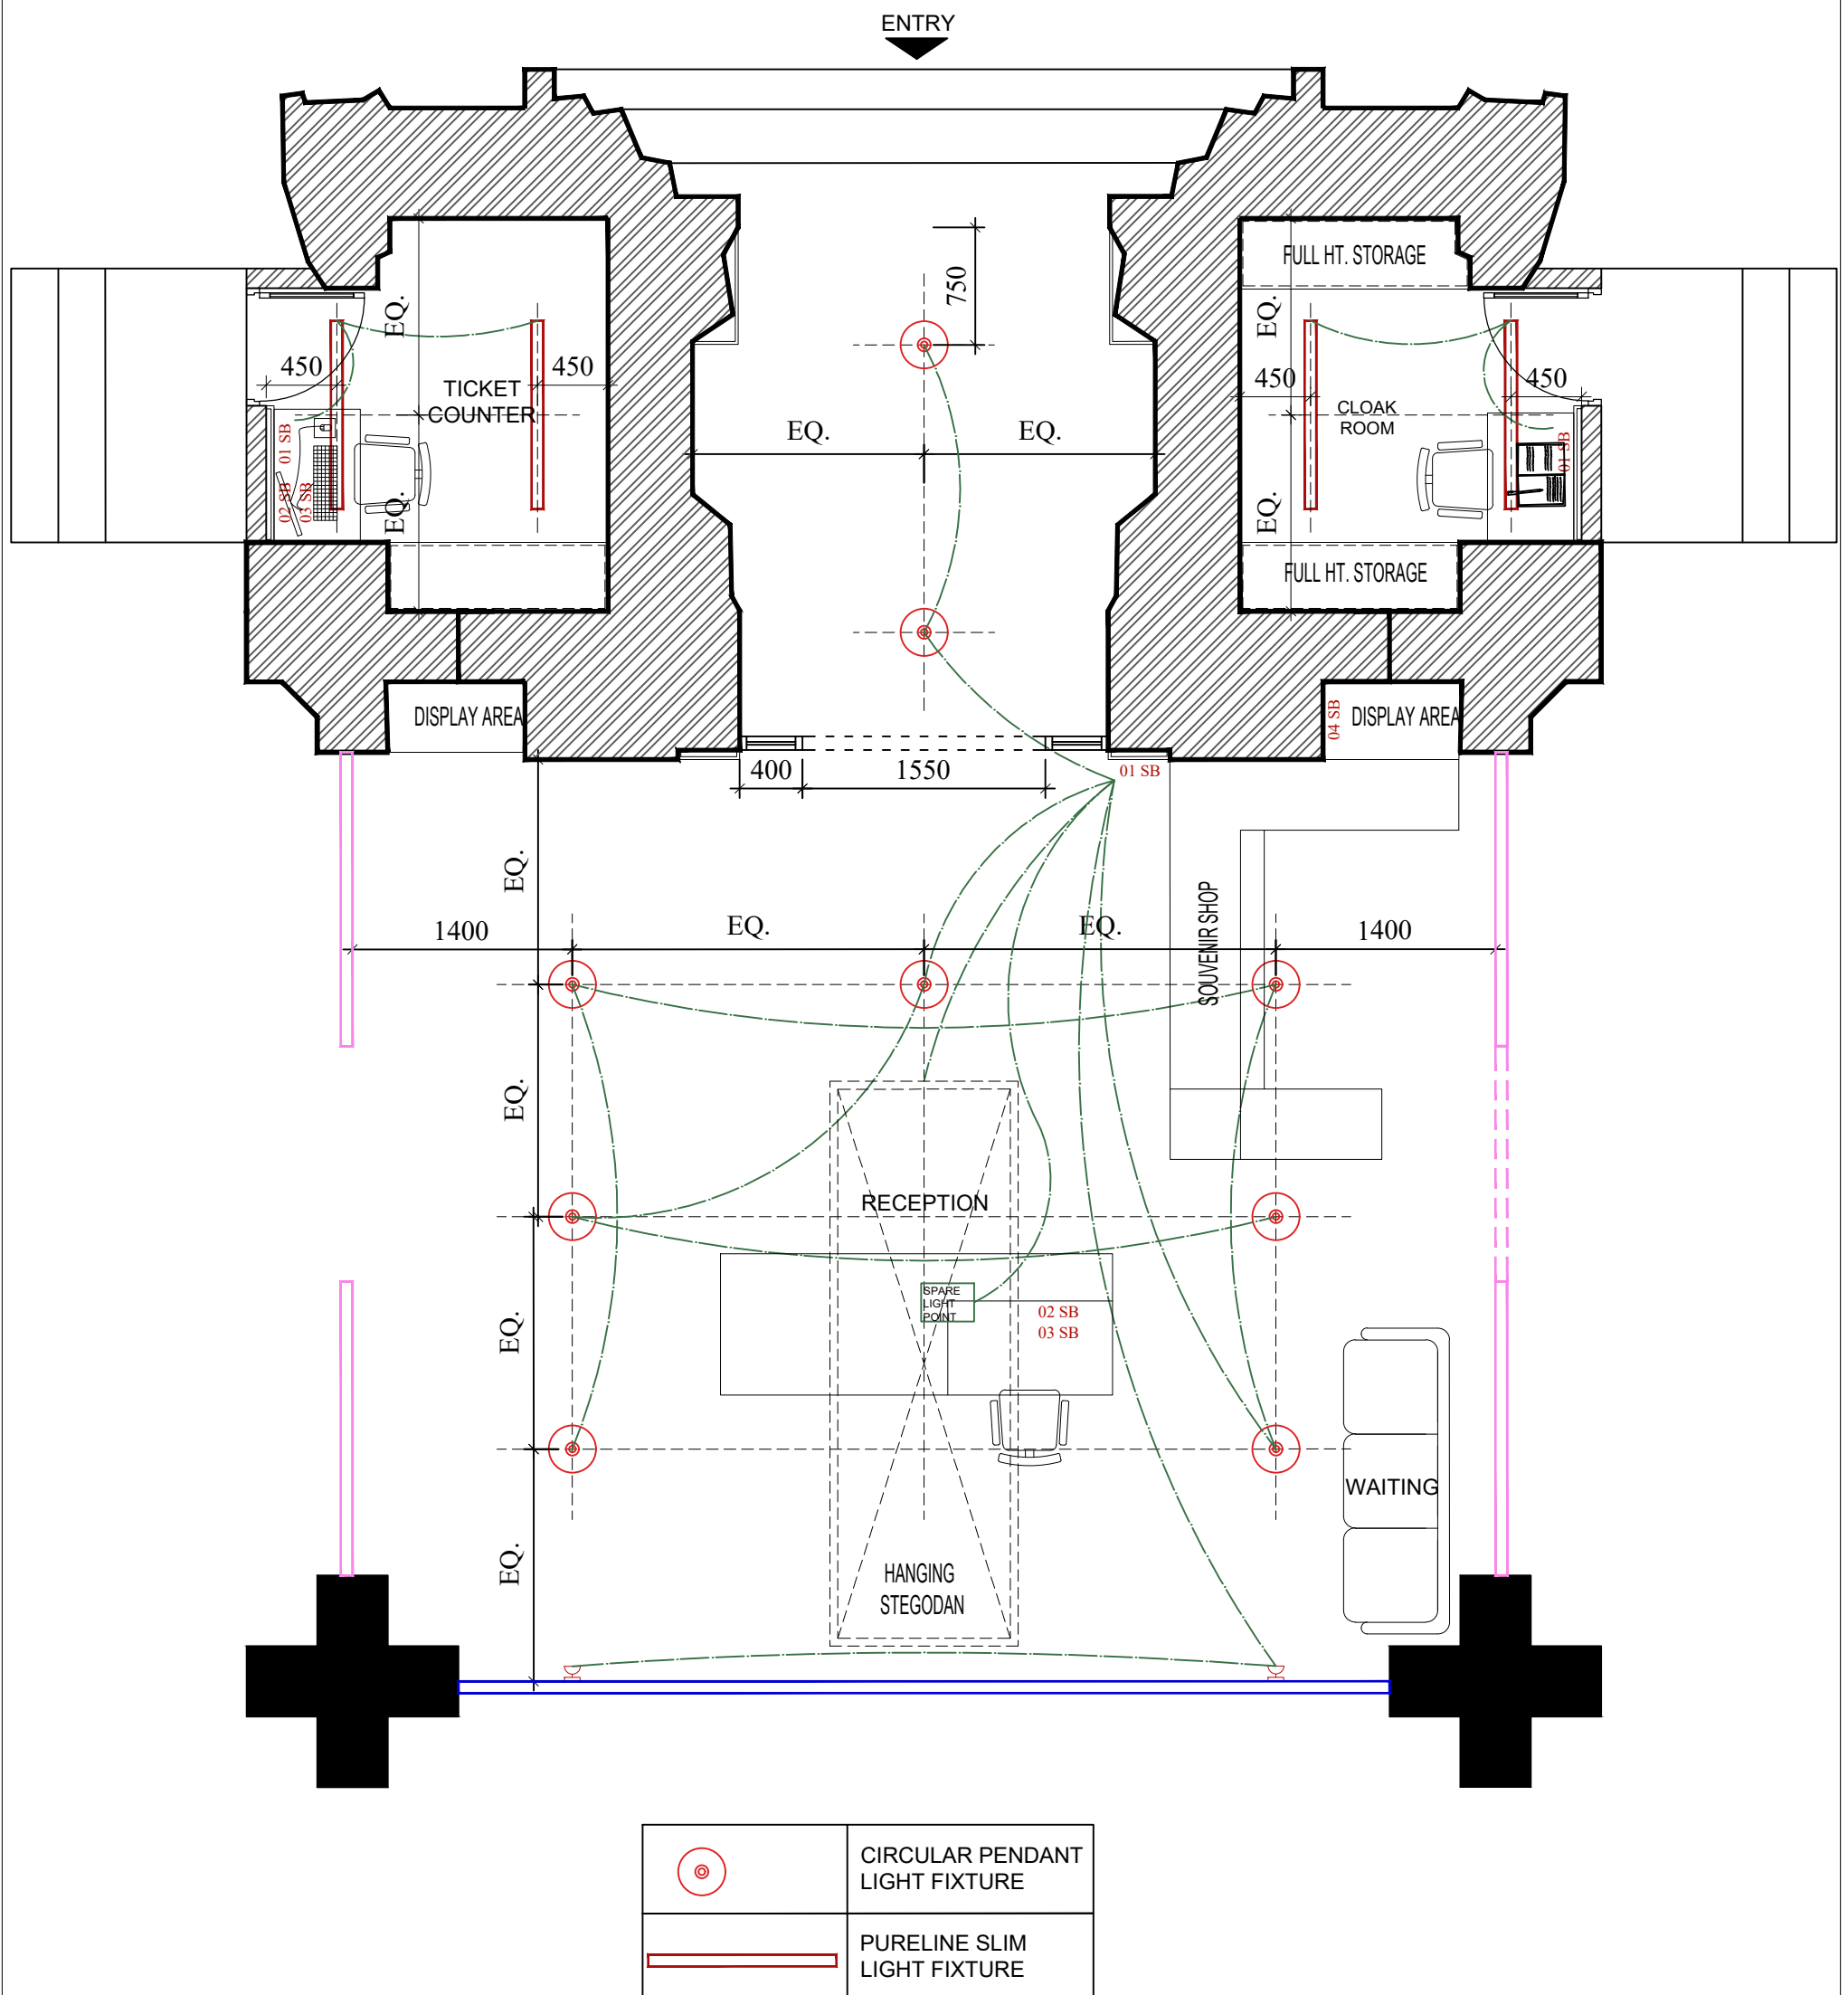 ENTRY
FULL HT. STORAGE
750
EQ.
EQ.
450
450
TICKET
COUNTER
450
450
CLOAK
ROOM
EQ.
EQ.
01 SB
02 SB
03 SB
EQ.
EQ.
01 SB
FULL HT. STORAGE
DISPLAY AREA
04 SB
DISPLAY AREA
400
1550
01 SB
EQ.
SOUVENIR SHOP
1400
EQ.
EQ.
1400
EQ.
RECEPTION
SPARE
LIGHT
POINT
02 SB
03 SB
EQ.
WAITING
EQ.
HANGING
STEGODAN
CIRCULAR PENDANT
LIGHT FIXTURE
PURELINE SLIM
LIGHT FIXTURE